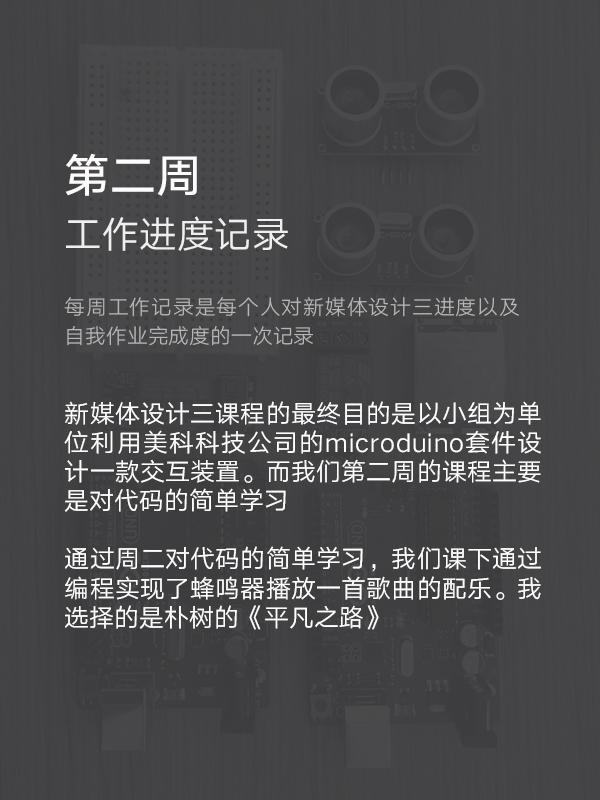 第二周
工作进度记录
每周工作记录是每个人对新媒体设计三进度以及
自我作业完成度的一次记录
新媒体设计三课程的最终目的是以小组为单
位利用美科科技公司的microduino套件设
计一款交互装置。而我们第二周的课程主要
是对代码的简单学习
通过周二对代码的简单学习，我们课下通过
编程实现了蜂鸣器播放一首歌曲的配乐。我
选择的是朴树的《平凡之路》